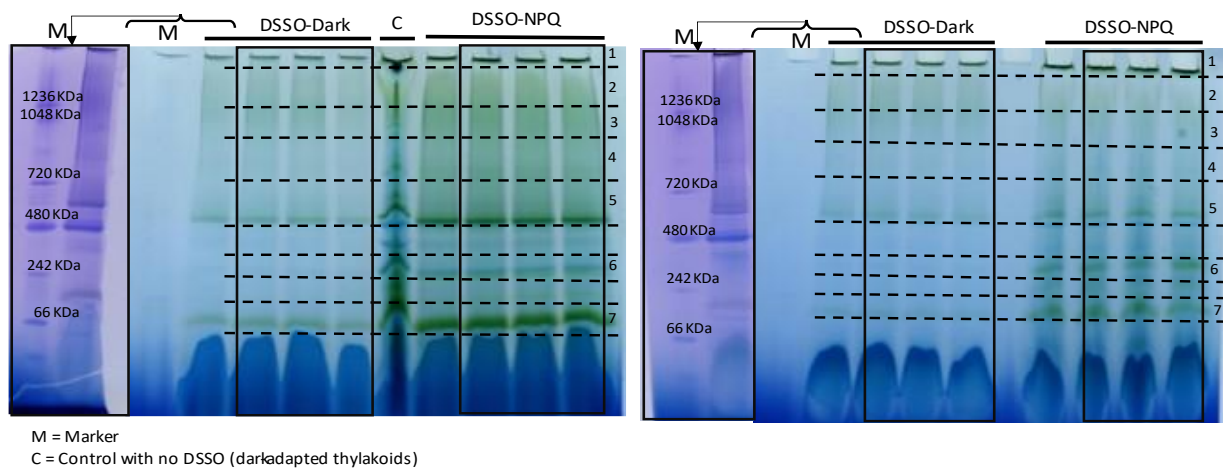 M M DSSO-Dark C DSSO-NPQ
1
2
1236 KDa
1048 KDa
3
4
720 KDa
5
480 KDa
242 KDa
6
66 KDa
7
M M DSSO-Dark DSSO-NPQ
1
2
1236 KDa
1048 KDa
3
4
720 KDa
5
480 KDa
6
242 KDa
7
66 KDa
M = Marker
C = Control with no DSSO (darkadapted thylakoids)